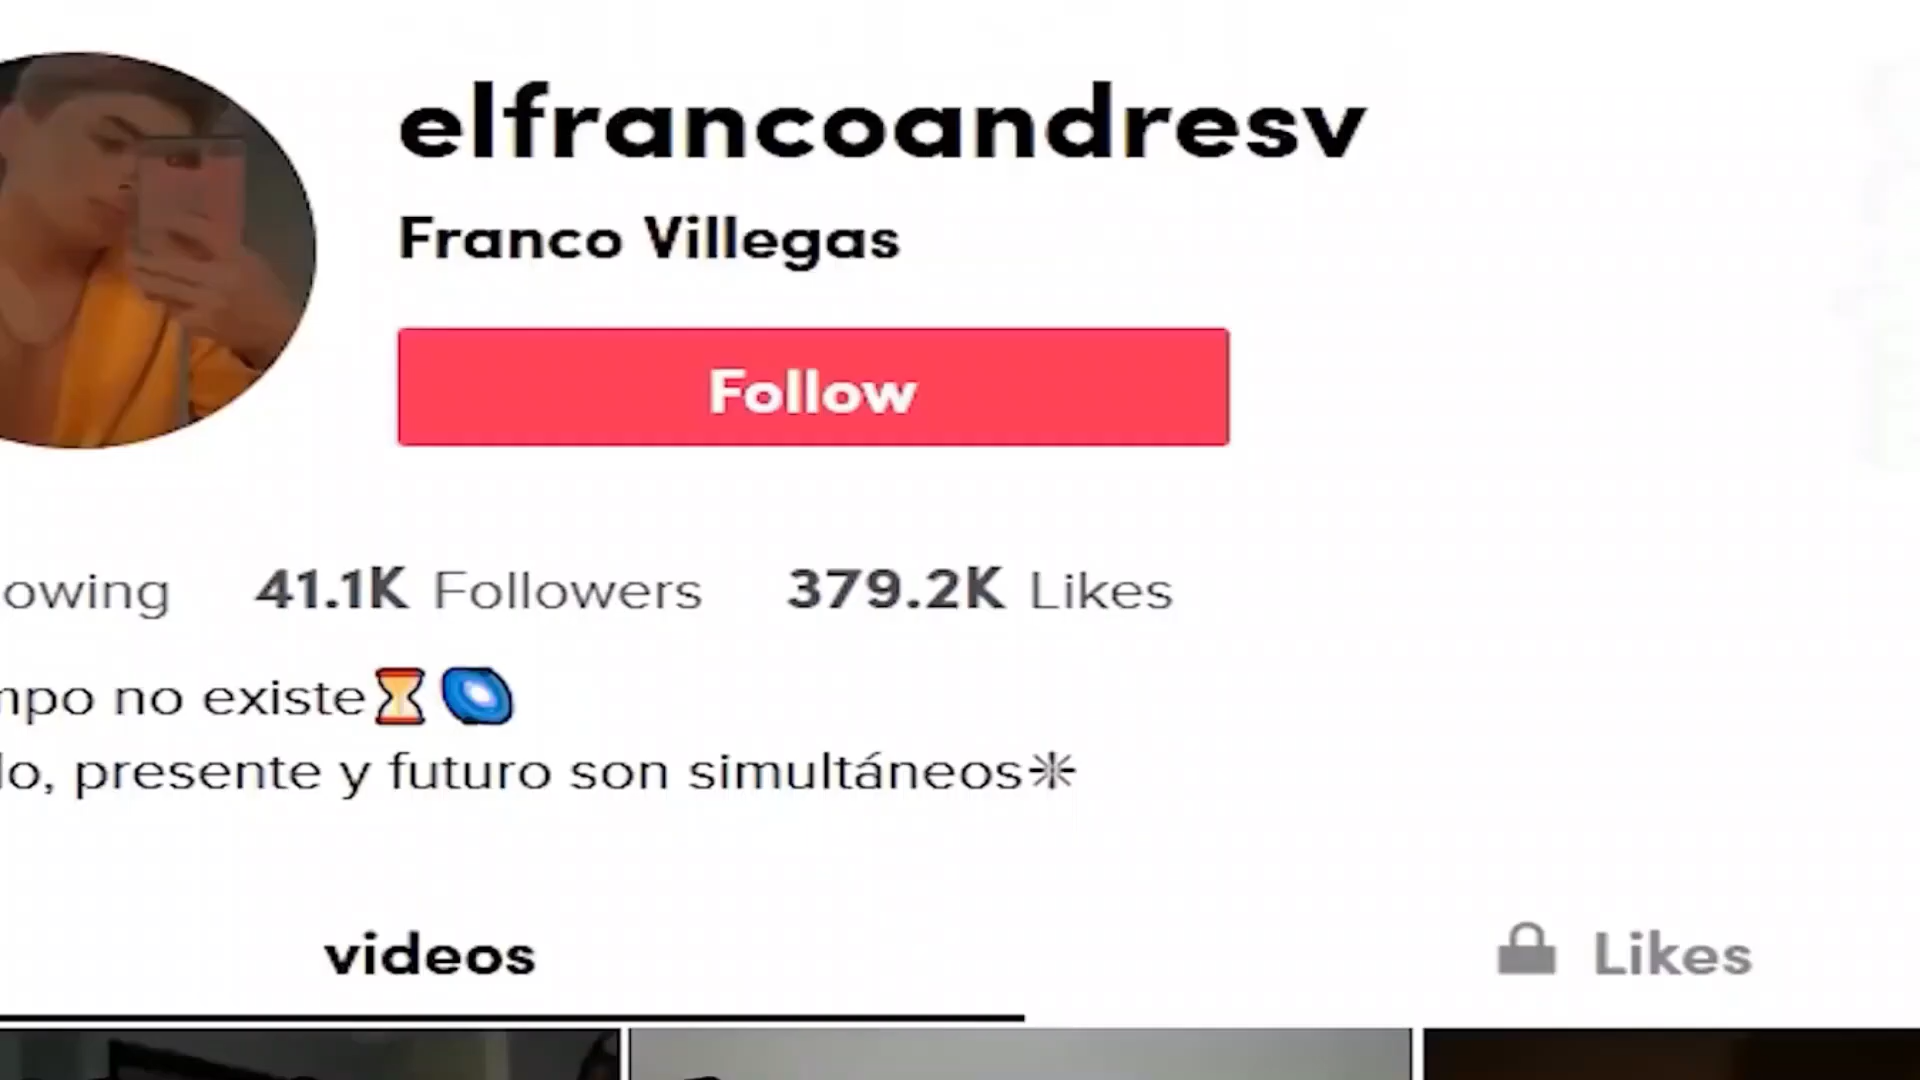 elfrancoandresv
Franco Villegas
Follow
owing 41.1K Followers 379.2K Likes
mpo no existe⏳🌀
lo, presente y futuro son simultáneos✳
videos
Likes